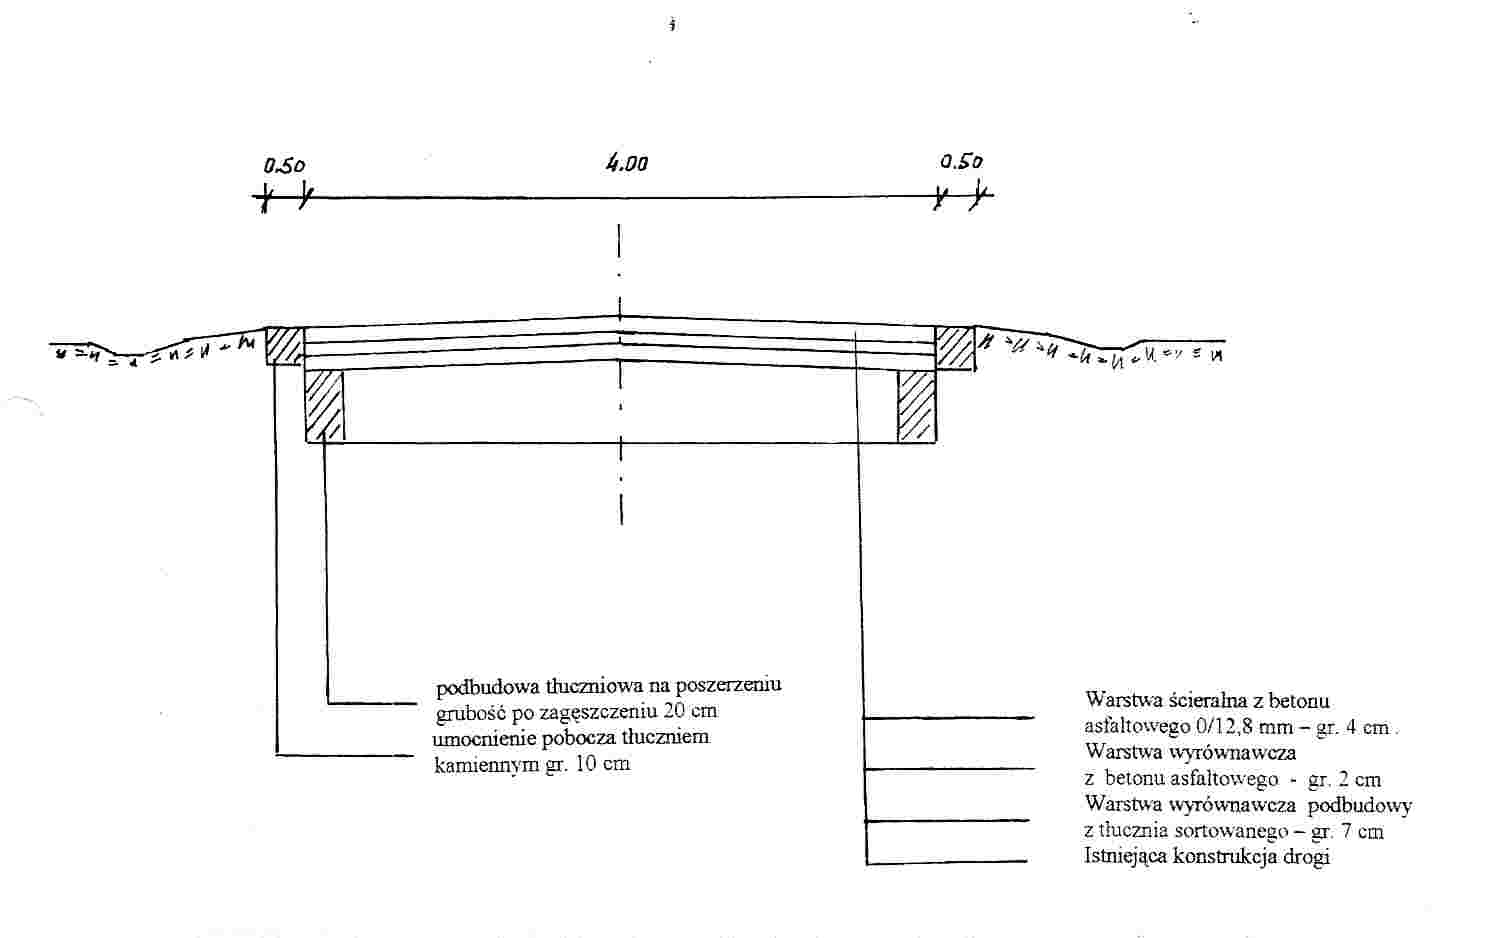 0.50 4.00 0.50
podbudowa tłuczniowa na poszerzeniu
grubość po zagęszczeniu 20 cm
umocnienie pobocza tłuczniem
kamiennym gr. 10 cm
Warstwa ścieralna z betonu
asfaltowego 0/12,8 mm – gr. 4 cm .
Warstwa wyrównawcza
z betonu asfaltowego - gr. 2 cm
Warstwa wyrównawcza podbudowy
z tłucznia sortowanego – gr. 7 cm
Istniejąca konstrukcja drogi